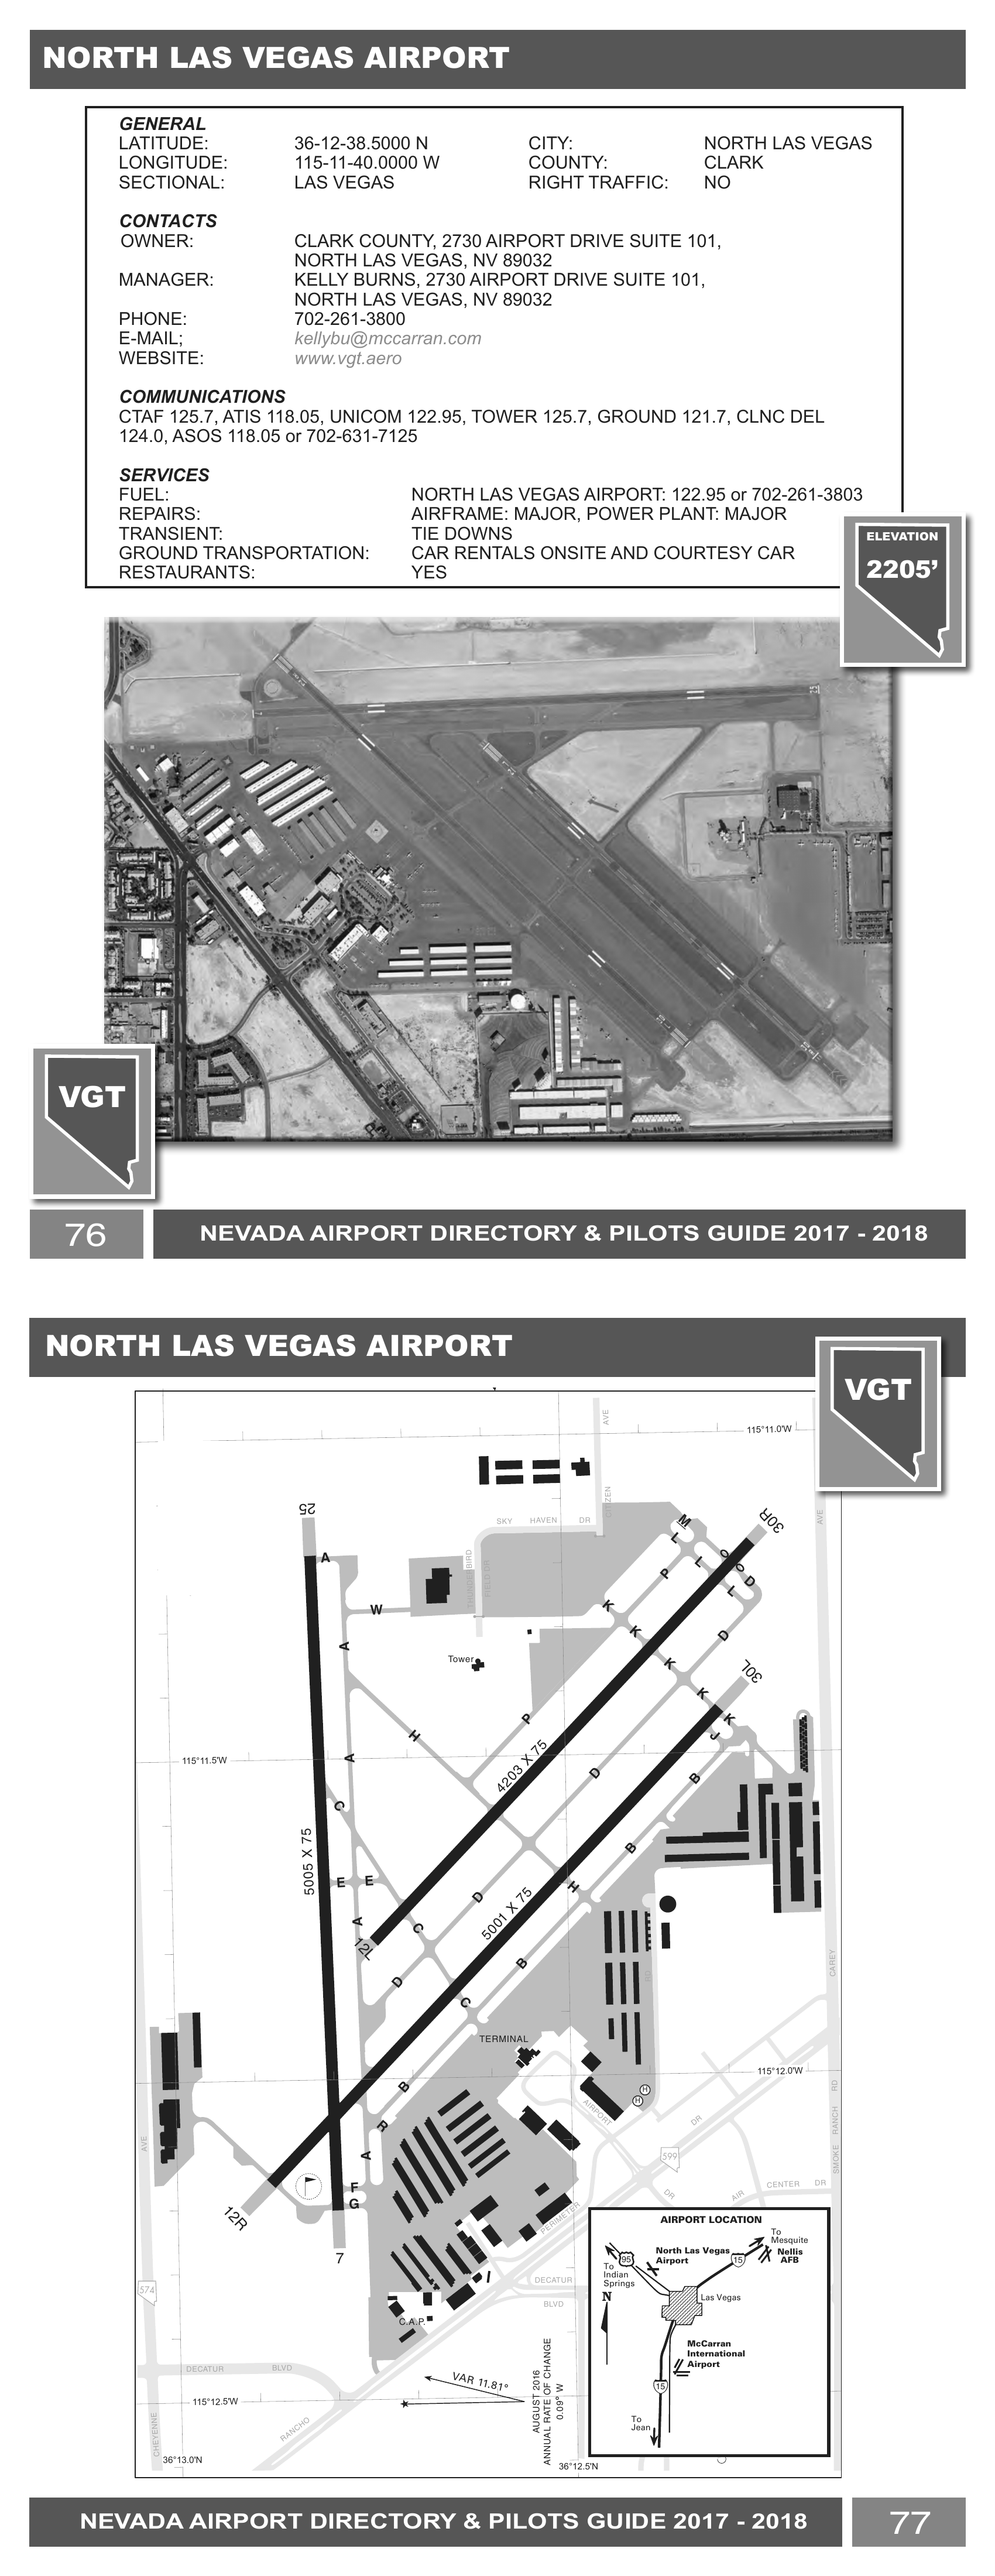 NORTH LAS VEGAS AIRPORT
GENERAL
LATITUDE: 36-12-38.5000 N CITY: NORTH LAS VEGAS
LONGITUDE: 115-11-40.0000 W COUNTY: CLARK
SECTIONAL: LAS VEGAS RIGHT TRAFFIC: NO
CONTACTS
OWNER: CLARK COUNTY, 2730 AIRPORT DRIVE SUITE 101,
NORTH LAS VEGAS, NV 89032
MANAGER: KELLY BURNS, 2730 AIRPORT DRIVE SUITE 101,
NORTH LAS VEGAS, NV 89032
PHONE: 702-261-3800
E-MAIL; kellybu@mccarran.com
WEBSITE: www.vgt.aero
COMMUNICATIONS
CTAF 125.7, ATIS 118.05, UNICOM 122.95, TOWER 125.7, GROUND 121.7, CLNC DEL
124.0, ASOS 118.05 or 702-631-7125
SERVICES
FUEL: NORTH LAS VEGAS AIRPORT: 122.95 or 702-261-3803
REPAIRS: AIRFRAME: MAJOR, POWER PLANT: MAJOR
TRANSIENT: TIE DOWNS
GROUND TRANSPORTATION: CAR RENTALS ONSITE AND COURTESY CAR
RESTAURANTS: YES
ELEVATION
2205’
VGT
76
NEVADA AIRPORT DIRECTORY & PILOTS GUIDE 2017 - 2018
NORTH LAS VEGAS AIRPORT
VGT
115°11.0'W
AVE
CITIZEN
AVE
SKY HAVEN DR
25
30R
M
L
L
L
O
O
D
A
P
W
K
K
K
K
K
J
D
A
Tower
30L
H
P
115°11.5'W
A
4203 X 75
D
B
C
5005 X 75
E E
B
H
D
5001 X 75
A
12L
C
B
D
C
CAREY
TERMINAL
115°12.0'W
B
H
H
R
AIRPORT
DR
A
AVE
599
SMOKE RANCH RD
F
G
DR
AIR CENTER DR
12R
PERIMETER
7
DECATUR
BLVD
574
C.A.P.
AIRPORT LOCATION
To
Mesquite
North Las Vegas
Airport
95
15
Nellis
AFB
To
Indian
Springs
N
Las Vegas
McCarran
International
Airport
15
To
Jean
DECATUR BLVD
VAR 11.81°
AUGUST 2016
ANNUAL RATE OF CHANGE
0.09° W
115°12.5'W
CHEYENNE
RANCHO
36°13.0'N
36°12.5'N
NEVADA AIRPORT DIRECTORY & PILOTS GUIDE 2017 - 2018
77